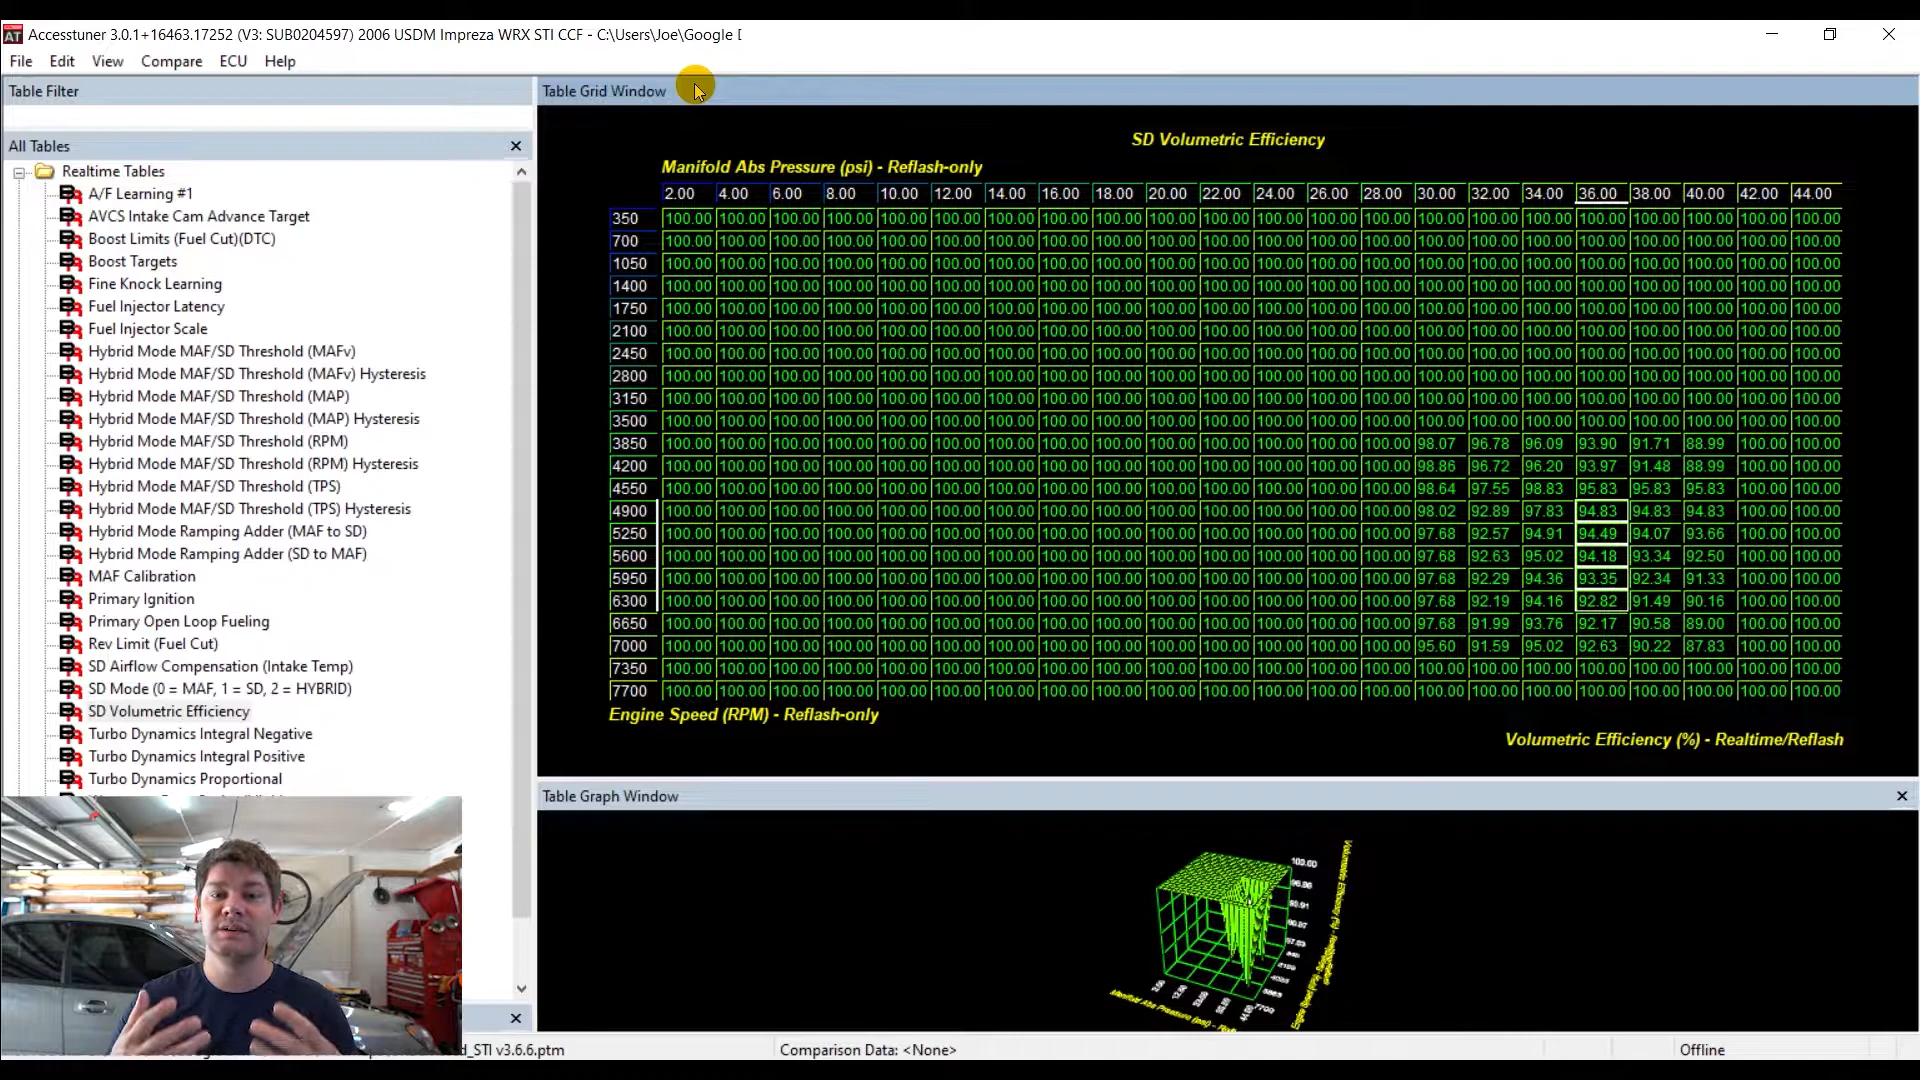 Accesstuner 3.0.1+16463.17252 (V3: SUB0204597) 2006 USDM Impreza WRX STI CCF - C:\Users\Joe\Google [
File Edit View Compare ECU Help
Table Filter
All Tables
Realtime Tables
A/F Learning #1
AVCS Intake Cam Advance Target
Boost Limits (Fuel Cut)(DTC)
Boost Targets
Fine Knock Learning
Fuel Injector Latency
Fuel Injector Scale
Hybrid Mode MAF/SD Threshold (MAFv)
Hybrid Mode MAF/SD Threshold (MAFv) Hysteresis
Hybrid Mode MAF/SD Threshold (MAP)
Hybrid Mode MAF/SD Threshold (MAP) Hysteresis
Hybrid Mode MAF/SD Threshold (RPM)
Hybrid Mode MAF/SD Threshold (RPM) Hysteresis
Hybrid Mode MAF/SD Threshold (TPS)
Hybrid Mode MAF/SD Threshold (TPS) Hysteresis
Hybrid Mode Ramping Adder (MAF to SD)
Hybrid Mode Ramping Adder (SD to MAF)
MAF Calibration
Primary Ignition
Primary Open Loop Fueling
Rev Limit (Fuel Cut)
SD Airflow Compensation (Intake Temp)
SD Mode (0 = MAF, 1 = SD, 2 = HYBRID)
SD Volumetric Efficiency
Turbo Dynamics Integral Negative
Turbo Dynamics Integral Positive
Turbo Dynamics Proportional
Table Grid Window
SD Volumetric Efficiency
Manifold Abs Pressure (psi) - Reflash-only
2.00 4.00 6.00 8.00 10.00 12.00 14.00 16.00 18.00 20.00 22.00 24.00 26.00 28.00 30.00 32.00 34.00 36.00 38.00 40.00 42.00 44.00
350 100.00 100.00 100.00 100.00 100.00 100.00 100.00 100.00 100.00 100.00 100.00 100.00 100.00 100.00 100.00 100.00 100.00 100.00 100.00 100.00 100.00 100.00
700 100.00 100.00 100.00 100.00 100.00 100.00 100.00 100.00 100.00 100.00 100.00 100.00 100.00 100.00 100.00 100.00 100.00 100.00 100.00 100.00 100.00 100.00
1050 100.00 100.00 100.00 100.00 100.00 100.00 100.00 100.00 100.00 100.00 100.00 100.00 100.00 100.00 100.00 100.00 100.00 100.00 100.00 100.00 100.00 100.00
1400 100.00 100.00 100.00 100.00 100.00 100.00 100.00 100.00 100.00 100.00 100.00 100.00 100.00 100.00 100.00 100.00 100.00 100.00 100.00 100.00 100.00 100.00
1750 100.00 100.00 100.00 100.00 100.00 100.00 100.00 100.00 100.00 100.00 100.00 100.00 100.00 100.00 100.00 100.00 100.00 100.00 100.00 100.00 100.00 100.00
2100 100.00 100.00 100.00 100.00 100.00 100.00 100.00 100.00 100.00 100.00 100.00 100.00 100.00 100.00 100.00 100.00 100.00 100.00 100.00 100.00 100.00 100.00
2450 100.00 100.00 100.00 100.00 100.00 100.00 100.00 100.00 100.00 100.00 100.00 100.00 100.00 100.00 100.00 100.00 100.00 100.00 100.00 100.00 100.00 100.00
2800 100.00 100.00 100.00 100.00 100.00 100.00 100.00 100.00 100.00 100.00 100.00 100.00 100.00 100.00 100.00 100.00 100.00 100.00 100.00 100.00 100.00 100.00
3150 100.00 100.00 100.00 100.00 100.00 100.00 100.00 100.00 100.00 100.00 100.00 100.00 100.00 100.00 100.00 100.00 100.00 100.00 100.00 100.00 100.00 100.00
3500 100.00 100.00 100.00 100.00 100.00 100.00 100.00 100.00 100.00 100.00 100.00 100.00 100.00 100.00 100.00 100.00 100.00 100.00 100.00 100.00 100.00 100.00
3850 100.00 100.00 100.00 100.00 100.00 100.00 100.00 100.00 100.00 100.00 100.00 100.00 100.00 100.00 98.07 96.78 96.09 93.90 91.71 88.99 100.00 100.00
4200 100.00 100.00 100.00 100.00 100.00 100.00 100.00 100.00 100.00 100.00 100.00 100.00 100.00 100.00 98.86 96.72 96.20 93.97 91.48 88.99 100.00 100.00
4550 100.00 100.00 100.00 100.00 100.00 100.00 100.00 100.00 100.00 100.00 100.00 100.00 100.00 100.00 98.64 97.55 98.83 95.83 95.83 95.83 100.00 100.00
4900 100.00 100.00 100.00 100.00 100.00 100.00 100.00 100.00 100.00 100.00 100.00 100.00 100.00 100.00 98.02 92.89 97.83 94.83 94.83 94.83 100.00 100.00
5250 100.00 100.00 100.00 100.00 100.00 100.00 100.00 100.00 100.00 100.00 100.00 100.00 100.00 100.00 97.68 92.57 94.91 94.49 94.07 93.66 100.00 100.00
5600 100.00 100.00 100.00 100.00 100.00 100.00 100.00 100.00 100.00 100.00 100.00 100.00 100.00 100.00 97.68 92.63 95.02 94.18 93.34 92.50 100.00 100.00
5950 100.00 100.00 100.00 100.00 100.00 100.00 100.00 100.00 100.00 100.00 100.00 100.00 100.00 100.00 97.68 92.29 94.36 93.35 92.34 91.33 100.00 100.00
6300 100.00 100.00 100.00 100.00 100.00 100.00 100.00 100.00 100.00 100.00 100.00 100.00 100.00 100.00 97.68 92.19 94.16 92.82 91.49 90.16 100.00 100.00
6650 100.00 100.00 100.00 100.00 100.00 100.00 100.00 100.00 100.00 100.00 100.00 100.00 100.00 100.00 97.68 91.99 93.76 92.17 90.58 89.00 100.00 100.00
7000 100.00 100.00 100.00 100.00 100.00 100.00 100.00 100.00 100.00 100.00 100.00 100.00 100.00 100.00 95.60 91.59 95.02 92.63 90.22 87.83 100.00 100.00
7350 100.00 100.00 100.00 100.00 100.00 100.00 100.00 100.00 100.00 100.00 100.00 100.00 100.00 100.00 100.00 100.00 100.00 100.00 100.00 100.00 100.00 100.00
7700 100.00 100.00 100.00 100.00 100.00 100.00 100.00 100.00 100.00 100.00 100.00 100.00 100.00 100.00 100.00 100.00 100.00 100.00 100.00 100.00 100.00 100.00
Engine Speed (RPM) - Reflash-only
Volumetric Efficiency (%) - Realtime/Reflash
Table Graph Window
100.00
7700
d_STI v3.6.6.ptm
Comparison Data: <None>
Offline